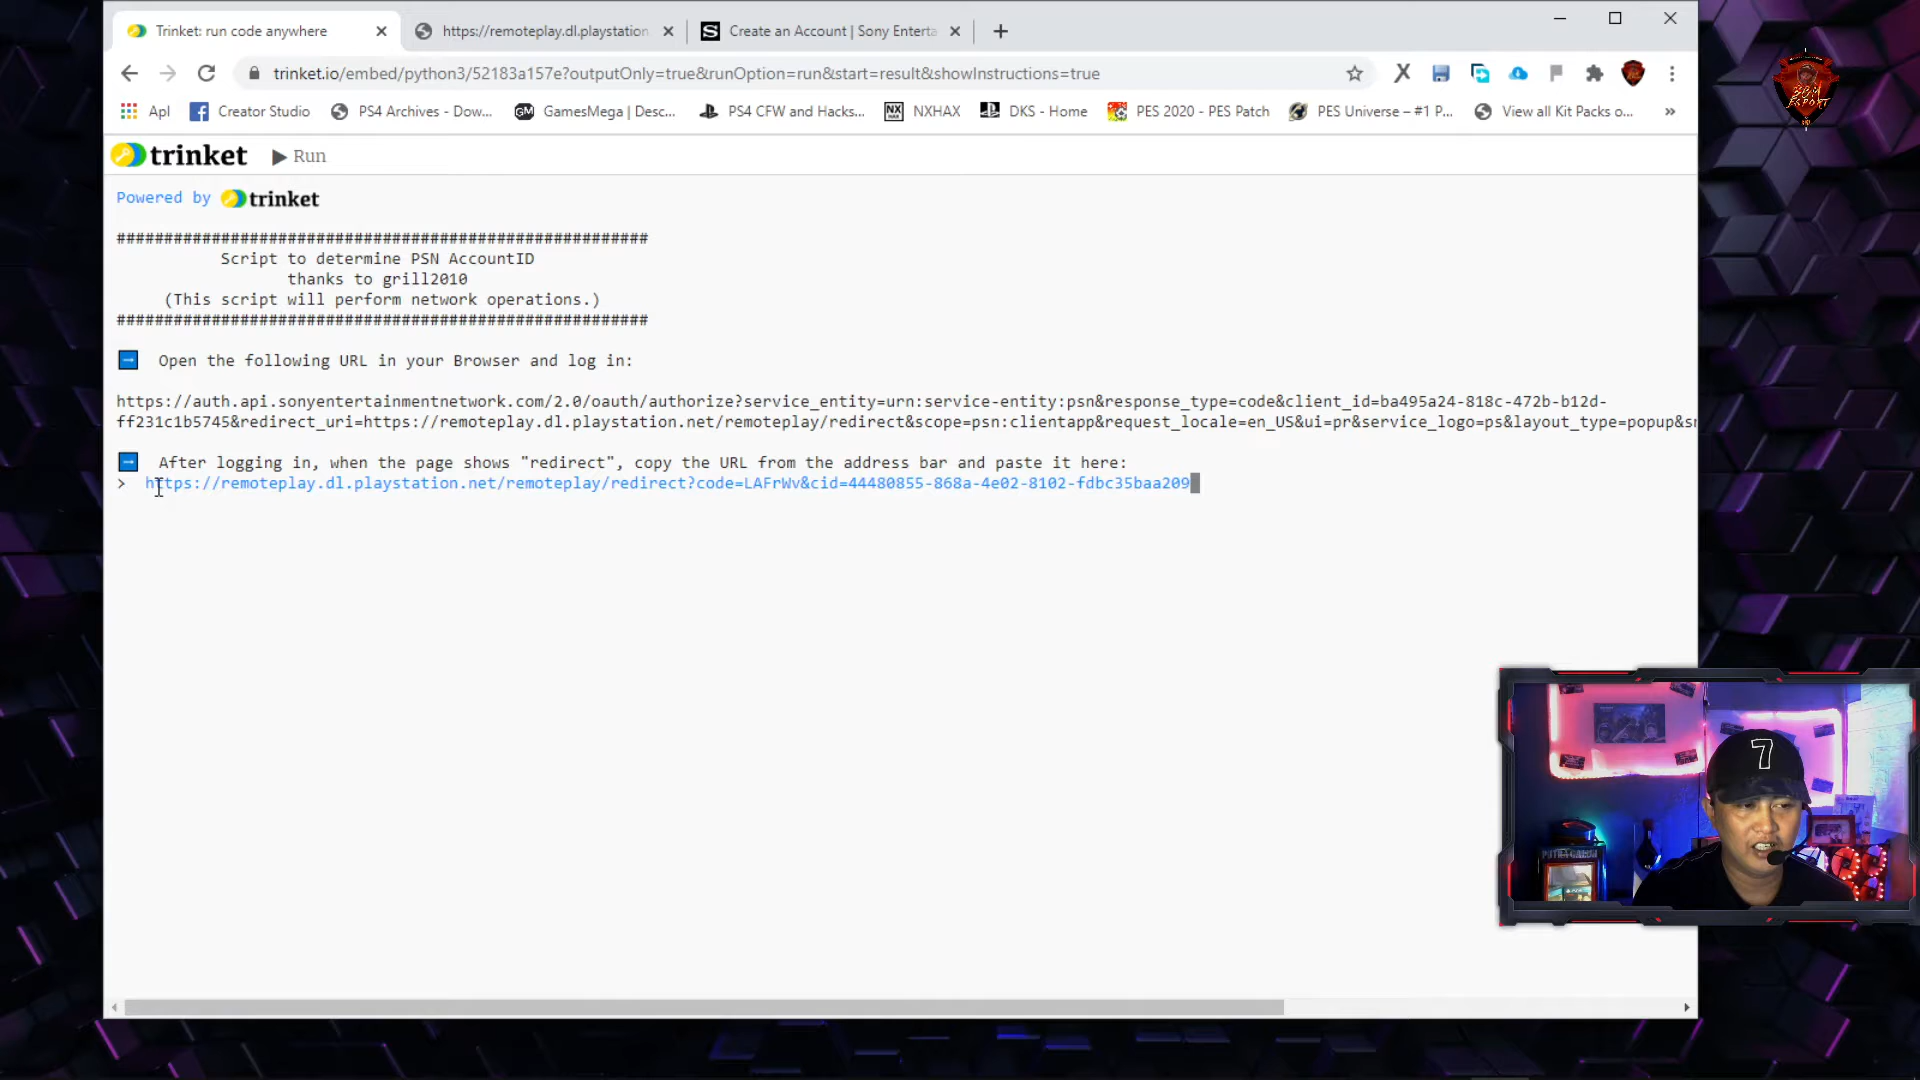 Trinket: run code anywhere
https://remoteplay.dl.playstation
Create an Account | Sony Enterta
trinket.io/embed/python3/52183a157e?outputOnly=true&runOption=run&start=result&showInstructions=true
Apl
Creator Studio
PS4 Archives - Dow...
GM
GamesMega | Desc...
PS4 CFW and Hacks...
NXHAX
DKS - Home
PES 2020 - PES Patch
PES Universe – #1 P...
View all Kit Packs o...
»
trinket
Run
Powered by trinket
########################################################
Script to determine PSN AccountID
thanks to grill2010
(This script will perform network operations.)
########################################################
Open the following URL in your Browser and log in:
https://auth.api.sonyentertainmentnetwork.com/2.0/oauth/authorize?service_entity=urn:service-entity:psn&response_type=code&client_id=ba495a24-818c-472b-b12d-
ff231c1b5745&redirect_uri=https://remoteplay.dl.playstation.net/remoteplay/redirect&scope=psn:clientapp&request_locale=en_US&ui=pr&service_logo=ps&layout_type=popup&s
After logging in, when the page shows "redirect", copy the URL from the address bar and paste it here:
> https://remoteplay.dl.playstation.net/remoteplay/redirect?code=LAFrWv&cid=44480855-868a-4e02-8102-fdbc35baa209
7